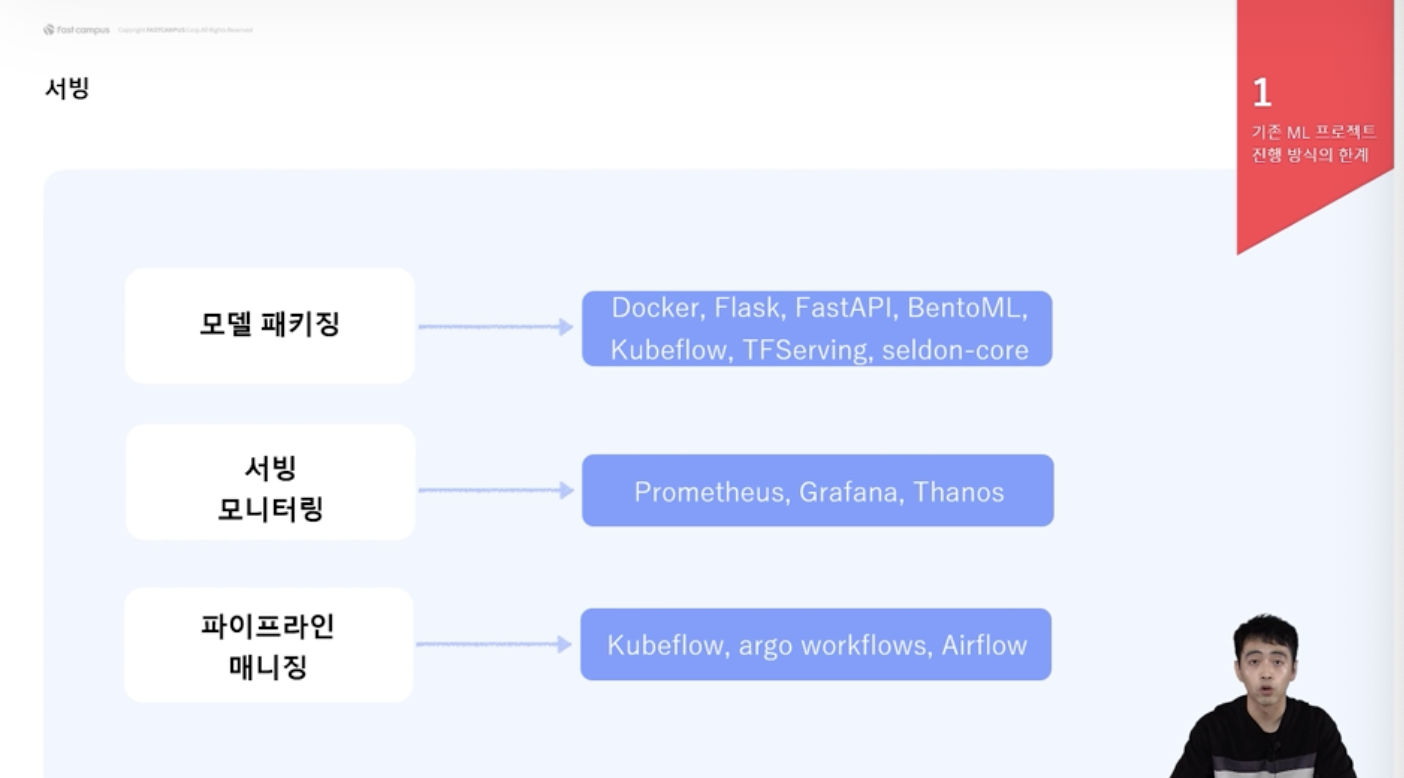 Fast campus Copyright FASTCAMPUS Corp. All Rights Reserved
서빙
1
기존 ML 프로젝트
진행 방식의 한계
모델 패키징
Docker, Flask, FastAPI, BentoML,
Kubeflow, TFServing, seldon-core
서빙
모니터링
Prometheus, Grafana, Thanos
파이프라인
매니징
Kubeflow, argo workflows, Airflow